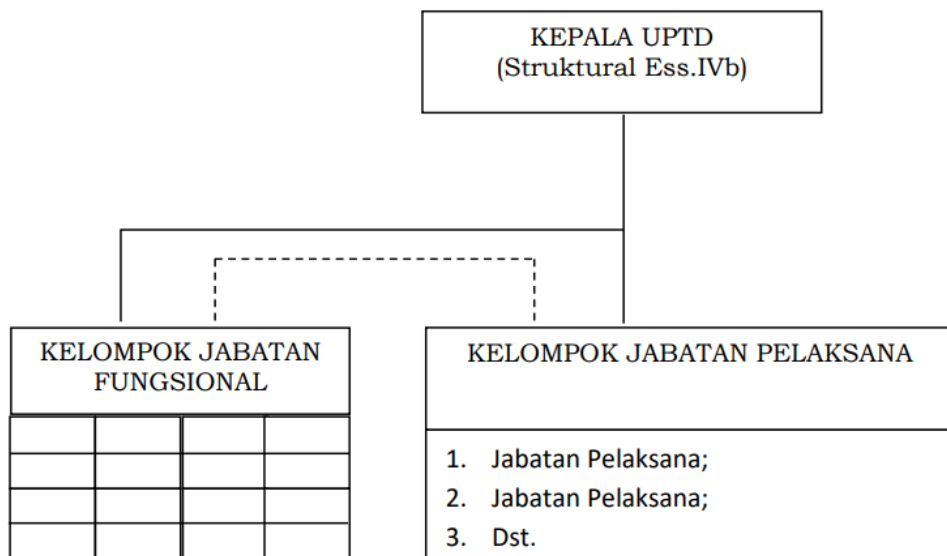 KEPALA UPTD
(Struktural Ess.IVb)
KELOMPOK JABATAN
FUNGSIONAL
KELOMPOK JABATAN PELAKSANA
1. Jabatan Pelaksana;
2. Jabatan Pelaksana;
3. Dst.